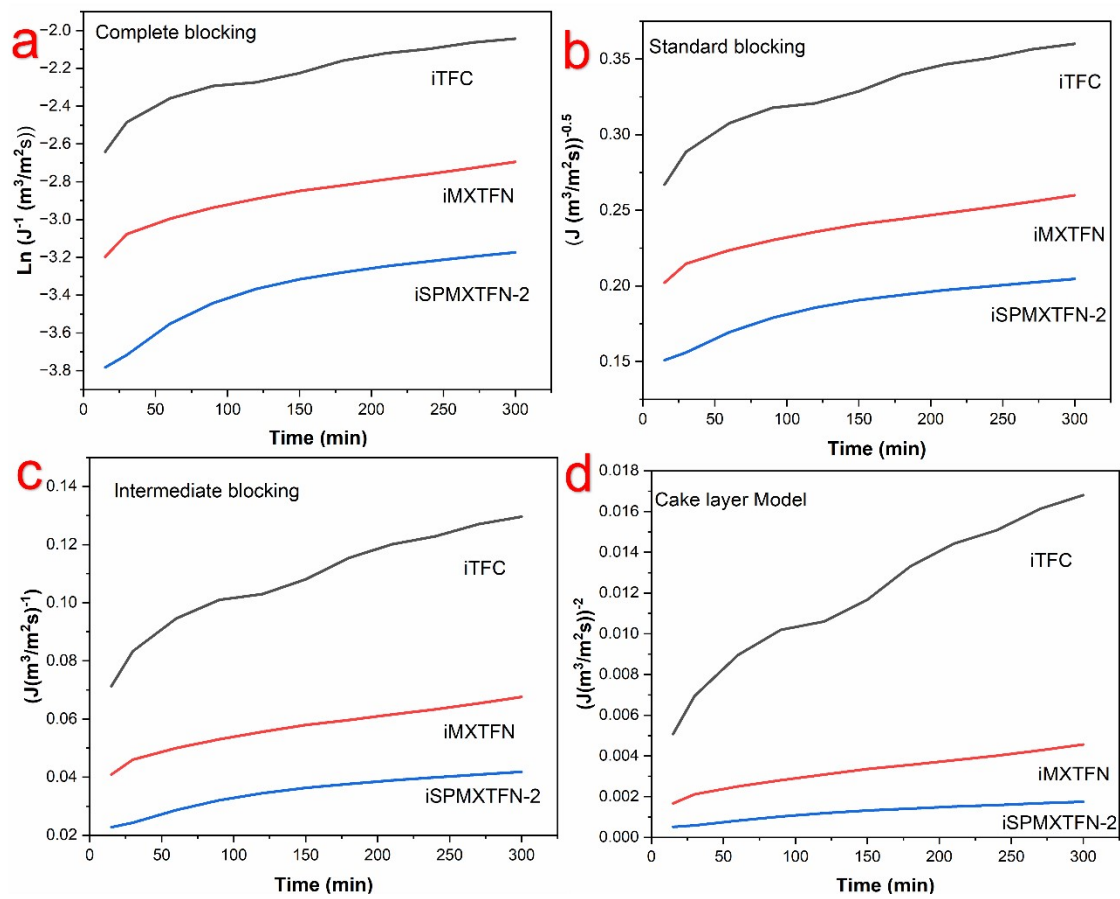 a
Complete blocking
−2.0
−2.2
−2.4
−2.6
−2.8
−3.0
−3.2
−3.4
−3.6
−3.8
Ln (J⁻¹ (m³/m²s))
iTFC
iMXTFN
iSPMXTFN-2
0 50 100 150 200 250 300
Time (min)
b
Standard blocking
0.35
0.30
0.25
0.20
0.15
(J (m³/m²s))⁻⁰·⁵
iTFC
iMXTFN
iSPMXTFN-2
0 50 100 150 200 250 300
Time (min)
c
Intermediate blocking
0.14
0.12
0.10
0.08
0.06
0.04
0.02
(J(m³/m²s)⁻¹)
iTFC
iMXTFN
iSPMXTFN-2
0 50 100 150 200 250 300
Time (min)
d
Cake layer Model
0.018
0.016
0.014
0.012
0.010
0.008
0.006
0.004
0.002
0.000
(J(m³/m²s))⁻²
iTFC
iMXTFN
iSPMXTFN-2
0 50 100 150 200 250 300
Time (min)